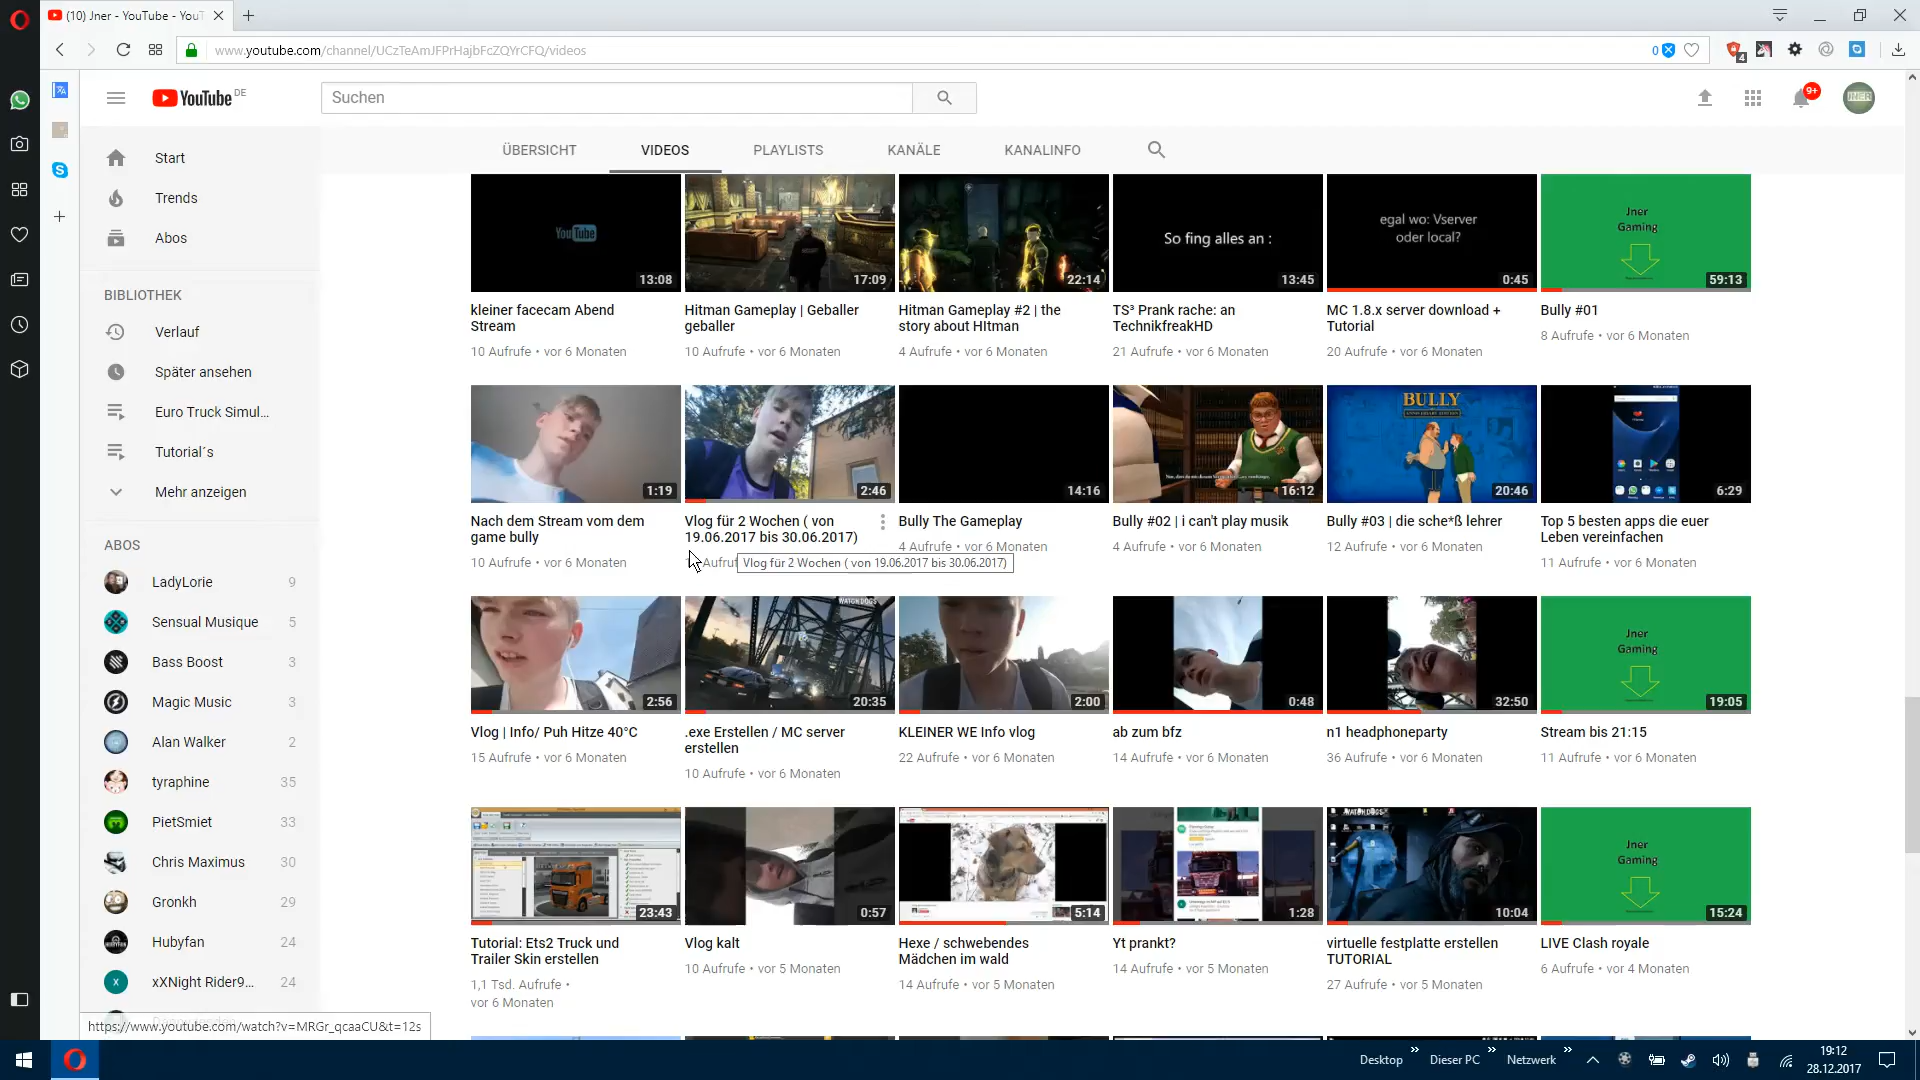 (10) Jner - YouTube - YouT
www.youtube.com/channel/UCzTeAmJFPrHajbFcZQYrCFQ/videos
0
4
YouTube DE
Suchen
9+
JNER
Start
Trends
Abos
BIBLIOTHEK
Verlauf
Später ansehen
Euro Truck Simul...
Tutorial´s
Mehr anzeigen
ABOS
LadyLorie 9
Sensual Musique 5
Bass Boost 3
Magic Music 3
Alan Walker 2
tyraphine 35
PietSmiet 33
Chris Maximus 30
Gronkh 29
Hubyfan 24
xXNight Rider9... 24
ÜBERSICHT VIDEOS PLAYLISTS KANÄLE KANALINFO
YouTube
13:08
17:09
22:14
So fing alles an :
13:45
egal wo: Vserver
oder local?
0:45
Jner
Gaming
59:13
kleiner facecam Abend
Stream
10 Aufrufe • vor 6 Monaten
Hitman Gameplay | Geballer
geballer
10 Aufrufe • vor 6 Monaten
Hitman Gameplay #2 | the
story about HItman
4 Aufrufe • vor 6 Monaten
TS³ Prank rache: an
TechnikfreakHD
21 Aufrufe • vor 6 Monaten
MC 1.8.x server download +
Tutorial
20 Aufrufe • vor 6 Monaten
Bully #01
8 Aufrufe • vor 6 Monaten
1:19
2:46
14:16
16:12
BULLY
20:46
6:29
Nach dem Stream vom dem
game bully
10 Aufrufe • vor 6 Monaten
Vlog für 2 Wochen ( von
19.06.2017 bis 30.06.2017)
Vlog für 2 Wochen ( von 19.06.2017 bis 30.06.2017)
Bully The Gameplay
4 Aufrufe • vor 6 Monaten
Bully #02 | i can't play musik
4 Aufrufe • vor 6 Monaten
Bully #03 | die sche*ß lehrer
12 Aufrufe • vor 6 Monaten
Top 5 besten apps die euer
Leben vereinfachen
11 Aufrufe • vor 6 Monaten
2:56
WATCH DOGS
20:35
2:00
0:48
32:50
Jner
Gaming
19:05
Vlog | Info/ Puh Hitze 40°C
15 Aufrufe • vor 6 Monaten
.exe Erstellen / MC server
erstellen
10 Aufrufe • vor 6 Monaten
KLEINER WE Info vlog
22 Aufrufe • vor 6 Monaten
ab zum bfz
14 Aufrufe • vor 6 Monaten
n1 headphoneparty
36 Aufrufe • vor 6 Monaten
Stream bis 21:15
11 Aufrufe • vor 6 Monaten
23:43
0:57
5:14
1:28
WATCH DOGS
10:04
Jner
Gaming
15:24
Tutorial: Ets2 Truck und
Trailer Skin erstellen
1,1 Tsd. Aufrufe •
vor 6 Monaten
Vlog kalt
10 Aufrufe • vor 5 Monaten
Hexe / schwebendes
Mädchen im wald
14 Aufrufe • vor 5 Monaten
Yt prankt?
14 Aufrufe • vor 5 Monaten
virtuelle festplatte erstellen
TUTORIAL
27 Aufrufe • vor 5 Monaten
LIVE Clash royale
6 Aufrufe • vor 4 Monaten
https://www.youtube.com/watch?v=MRGr_qcaaCU&t=12s
Desktop
Dieser PC
Netzwerk
19:12
28.12.2017